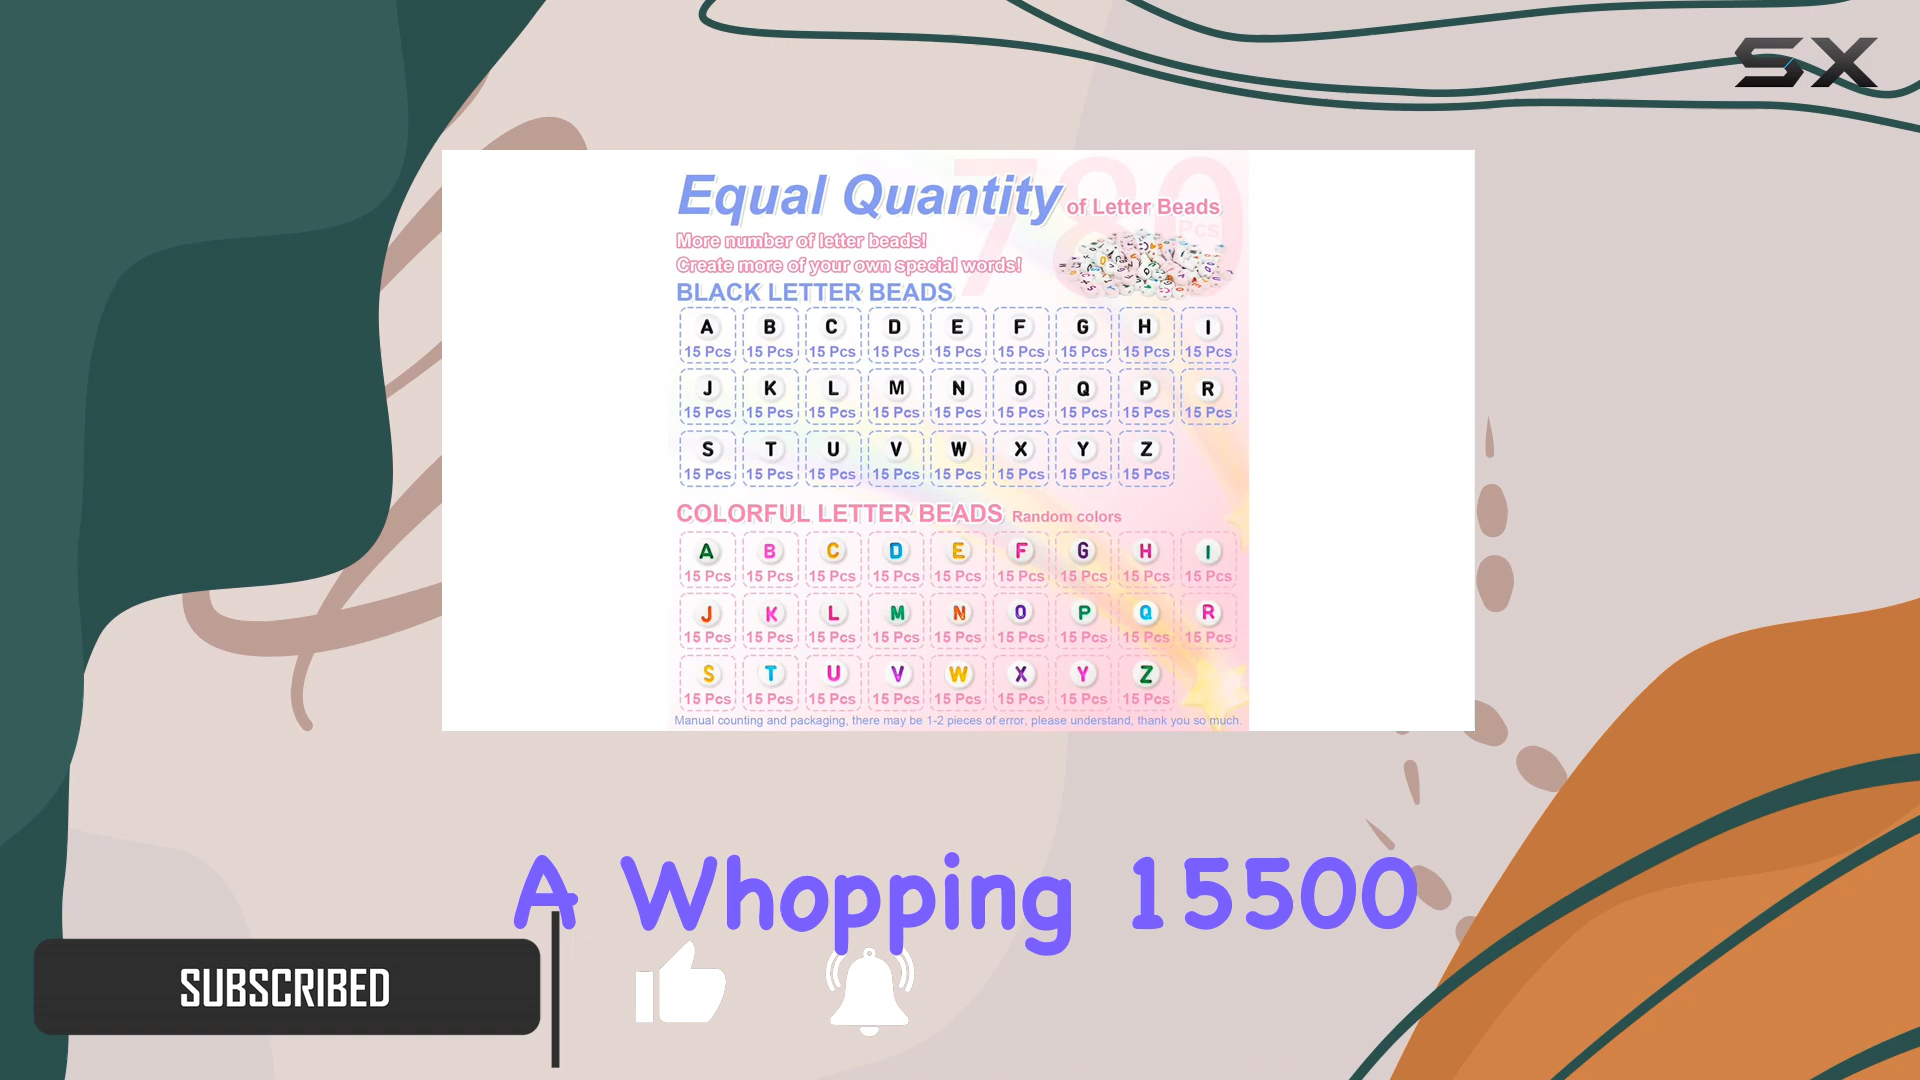 SX
780
Pcs
Equal Quantity of Letter Beads
More number of letter beads!
Create more of your own special words!
BLACK LETTER BEADS
A B C D E F G H I
15 Pcs 15 Pcs 15 Pcs 15 Pcs 15 Pcs 15 Pcs 15 Pcs 15 Pcs 15 Pcs
J K L M N O Q P R
15 Pcs 15 Pcs 15 Pcs 15 Pcs 15 Pcs 15 Pcs 15 Pcs 15 Pcs 15 Pcs
S T U V W X Y Z
15 Pcs 15 Pcs 15 Pcs 15 Pcs 15 Pcs 15 Pcs 15 Pcs 15 Pcs
COLORFUL LETTER BEADS Random colors
A B C D E F G H I
15 Pcs 15 Pcs 15 Pcs 15 Pcs 15 Pcs 15 Pcs 15 Pcs 15 Pcs 15 Pcs
J K L M N O P Q R
15 Pcs 15 Pcs 15 Pcs 15 Pcs 15 Pcs 15 Pcs 15 Pcs 15 Pcs 15 Pcs
S T U V W X Y Z
15 Pcs 15 Pcs 15 Pcs 15 Pcs 15 Pcs 15 Pcs 15 Pcs 15 Pcs
Manual counting and packaging, there may be 1-2 pieces of error, please understand, thank you so much.
A Whopping 15500
SUBSCRIBED